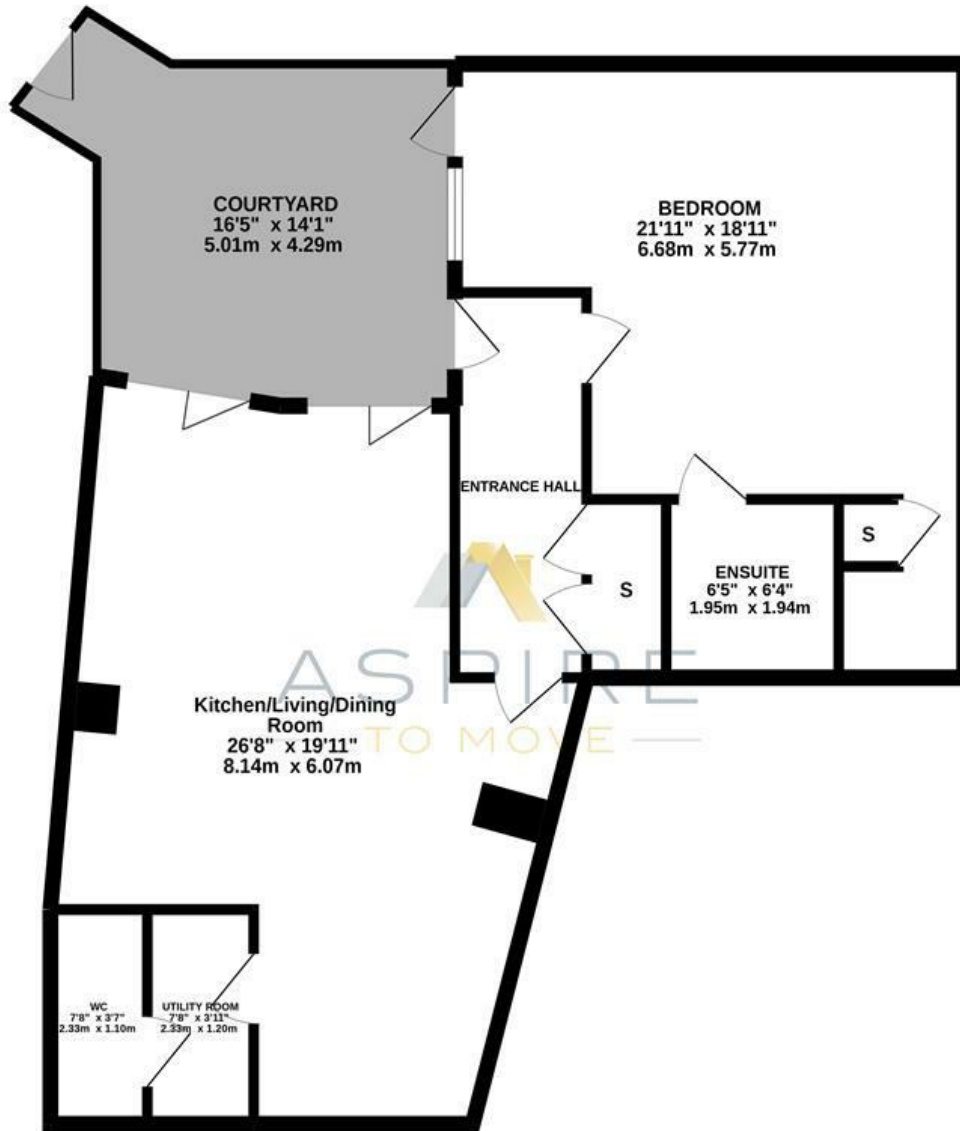 COURTYARD
16'5" x 14'1"
5.01m x 4.29m
BEDROOM
21'11" x 18'11"
6.68m x 5.77m
ENTRANCE HALL
S
S
ENSUITE
6'5" x 6'4"
1.95m x 1.94m
ASPIRE
TO MOVE
Kitchen/Living/Dining
Room
26'8" x 19'11"
8.14m x 6.07m
WC
7'8" x 3'7"
2.33m x 1.10m
UTILITY ROOM
7'8" x 3'11"
2.33m x 1.20m